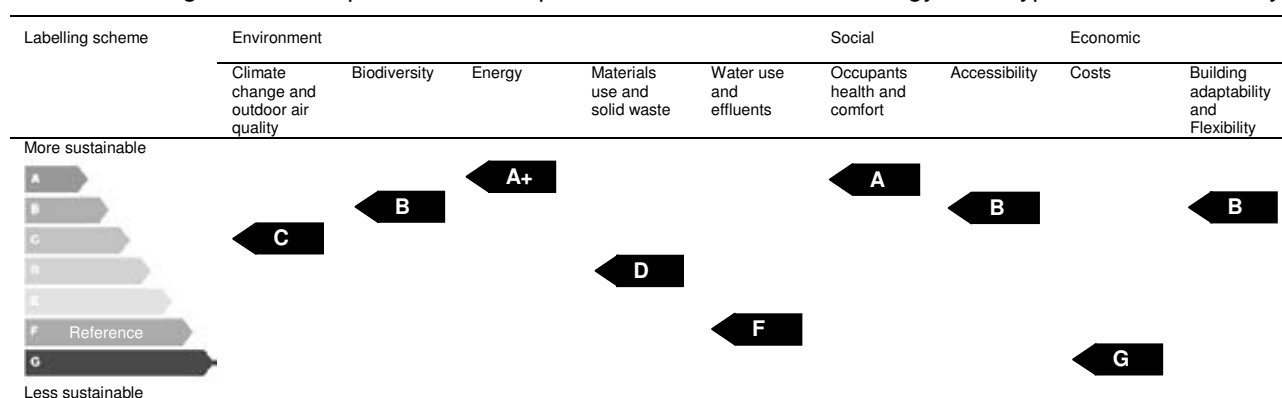 Labelling scheme Environment Social Economic
Climate Biodiversity Energy Materials Water use Occupants Accessibility Costs Building
change and use and and health and adaptability
outdoor air solid waste effluents comfort and
quality Flexibility
More sustainable
A A+ A
B B B B
C C
D D
E
F Reference F
G G
Less sustainable